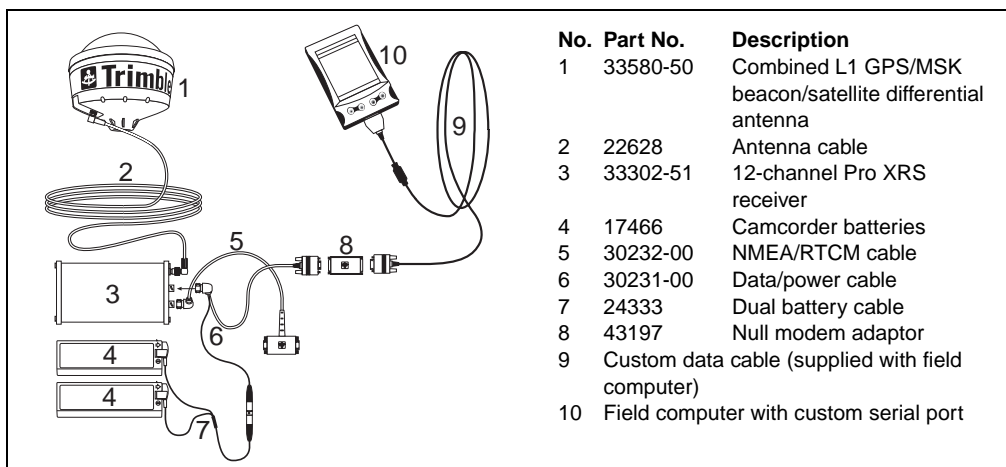 Trimble
1
2
3
4
4
5
6
7
8
9
10
No. Part No. Description
1 33580-50 Combined L1 GPS/MSK
beacon/satellite differential
antenna
2 22628 Antenna cable
3 33302-51 12-channel Pro XRS
receiver
4 17466 Camcorder batteries
5 30232-00 NMEA/RTCM cable
6 30231-00 Data/power cable
7 24333 Dual battery cable
8 43197 Null modem adaptor
9 Custom data cable (supplied with field
computer)
10 Field computer with custom serial port